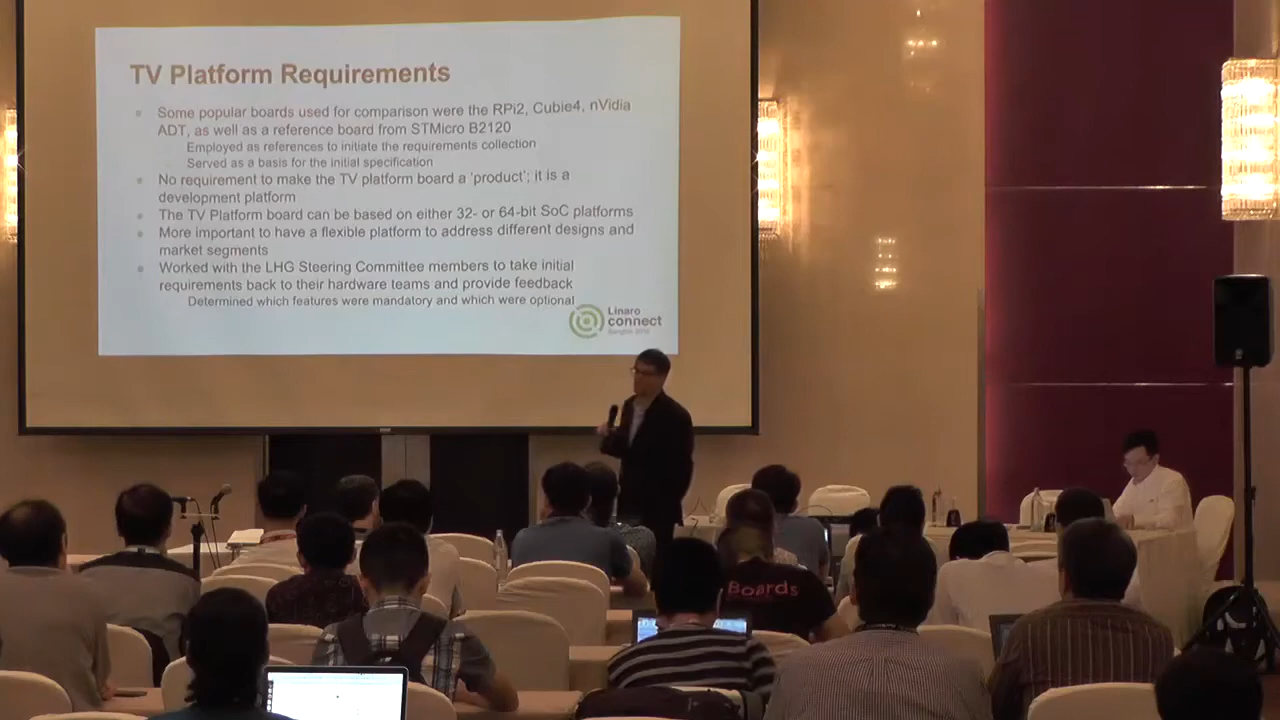 TV Platform Requirements
Some popular boards used for comparison were the RPi2, Cubie4, nVidia
ADT, as well as a reference board from STMicro B2120
Employed as references to initiate the requirements collection
Served as a basis for the initial specification
No requirement to make the TV platform board a 'product'; it is a
development platform
The TV Platform board can be based on either 32- or 64-bit SoC platforms
More important to have a flexible platform to address different designs and
market segments
Worked with the LHG Steering Committee members to take initial
requirements back to their hardware teams and provide feedback
Determined which features were mandatory and which were optional
Linaro
connect
Boards